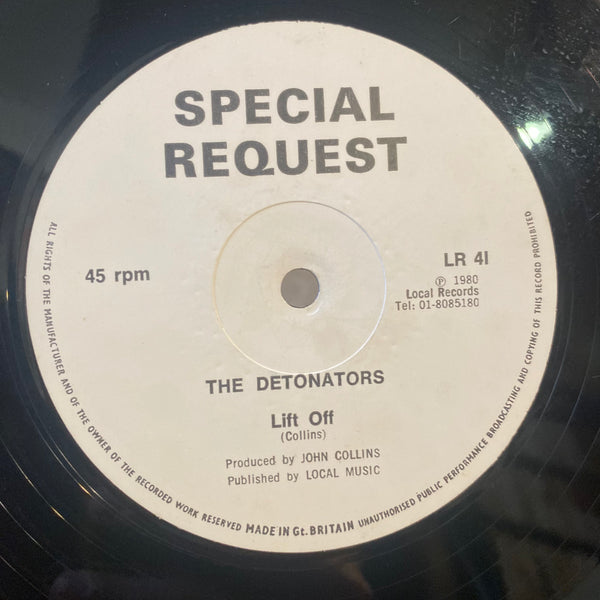 SPECIAL
REQUEST
45 rpm
LR 4I
Ⓟ 1980
Local Records
Tel: 01-8085180
THE DETONATORS
Lift Off
(Collins)
Produced by JOHN COLLINS
Published by LOCAL MUSIC
ALL RIGHTS OF THE MANUFACTURER AND OF THE OWNER OF THE RECORDED WORK RESERVED MADE IN Gt. BRITAIN UNAUTHORISED PUBLIC PERFORMANCE BROADCASTING AND COPYING OF THIS RECORD PROHIBITED